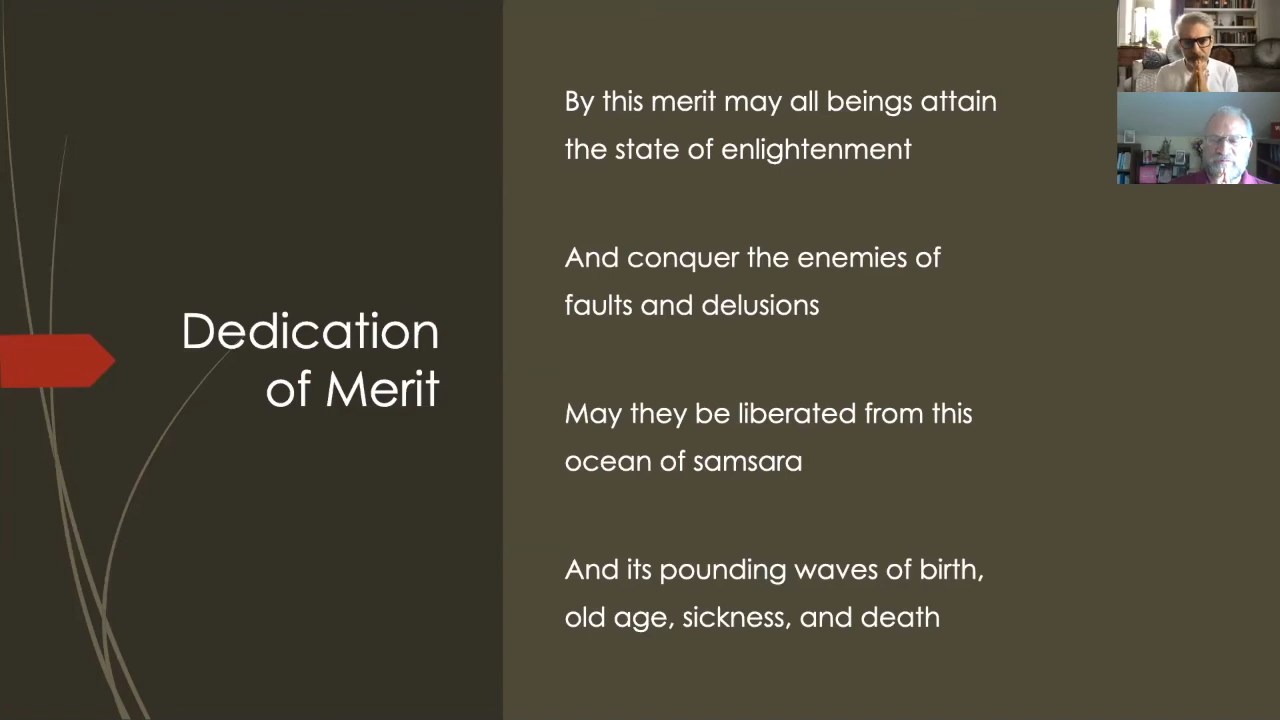 Dedication
of Merit
By this merit may all beings attain
the state of enlightenment
And conquer the enemies of
faults and delusions
May they be liberated from this
ocean of samsara
And its pounding waves of birth,
old age, sickness, and death